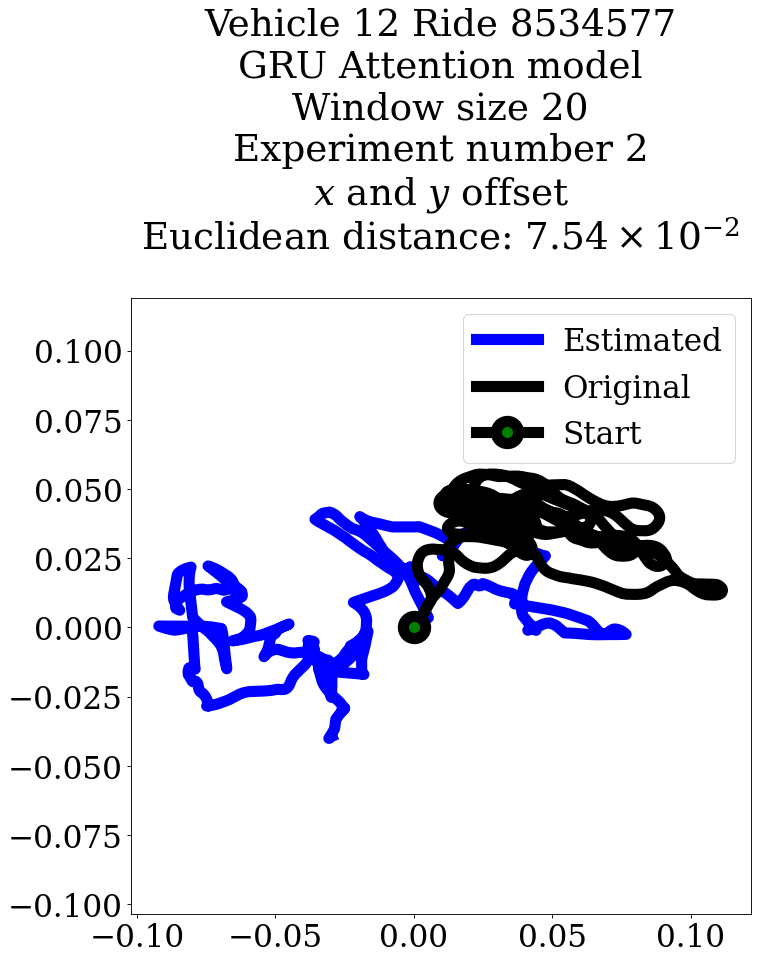 Vehicle 12 Ride 8534577
GRU Attention model
Window size 20
Experiment number 2
x and y offset
Euclidean distance: 7.54 × 10⁻²
Estimated
Original
Start
0.100
0.075
0.050
0.025
0.000
−0.025
−0.050
−0.075
−0.100
−0.10 −0.05 0.00 0.05 0.10